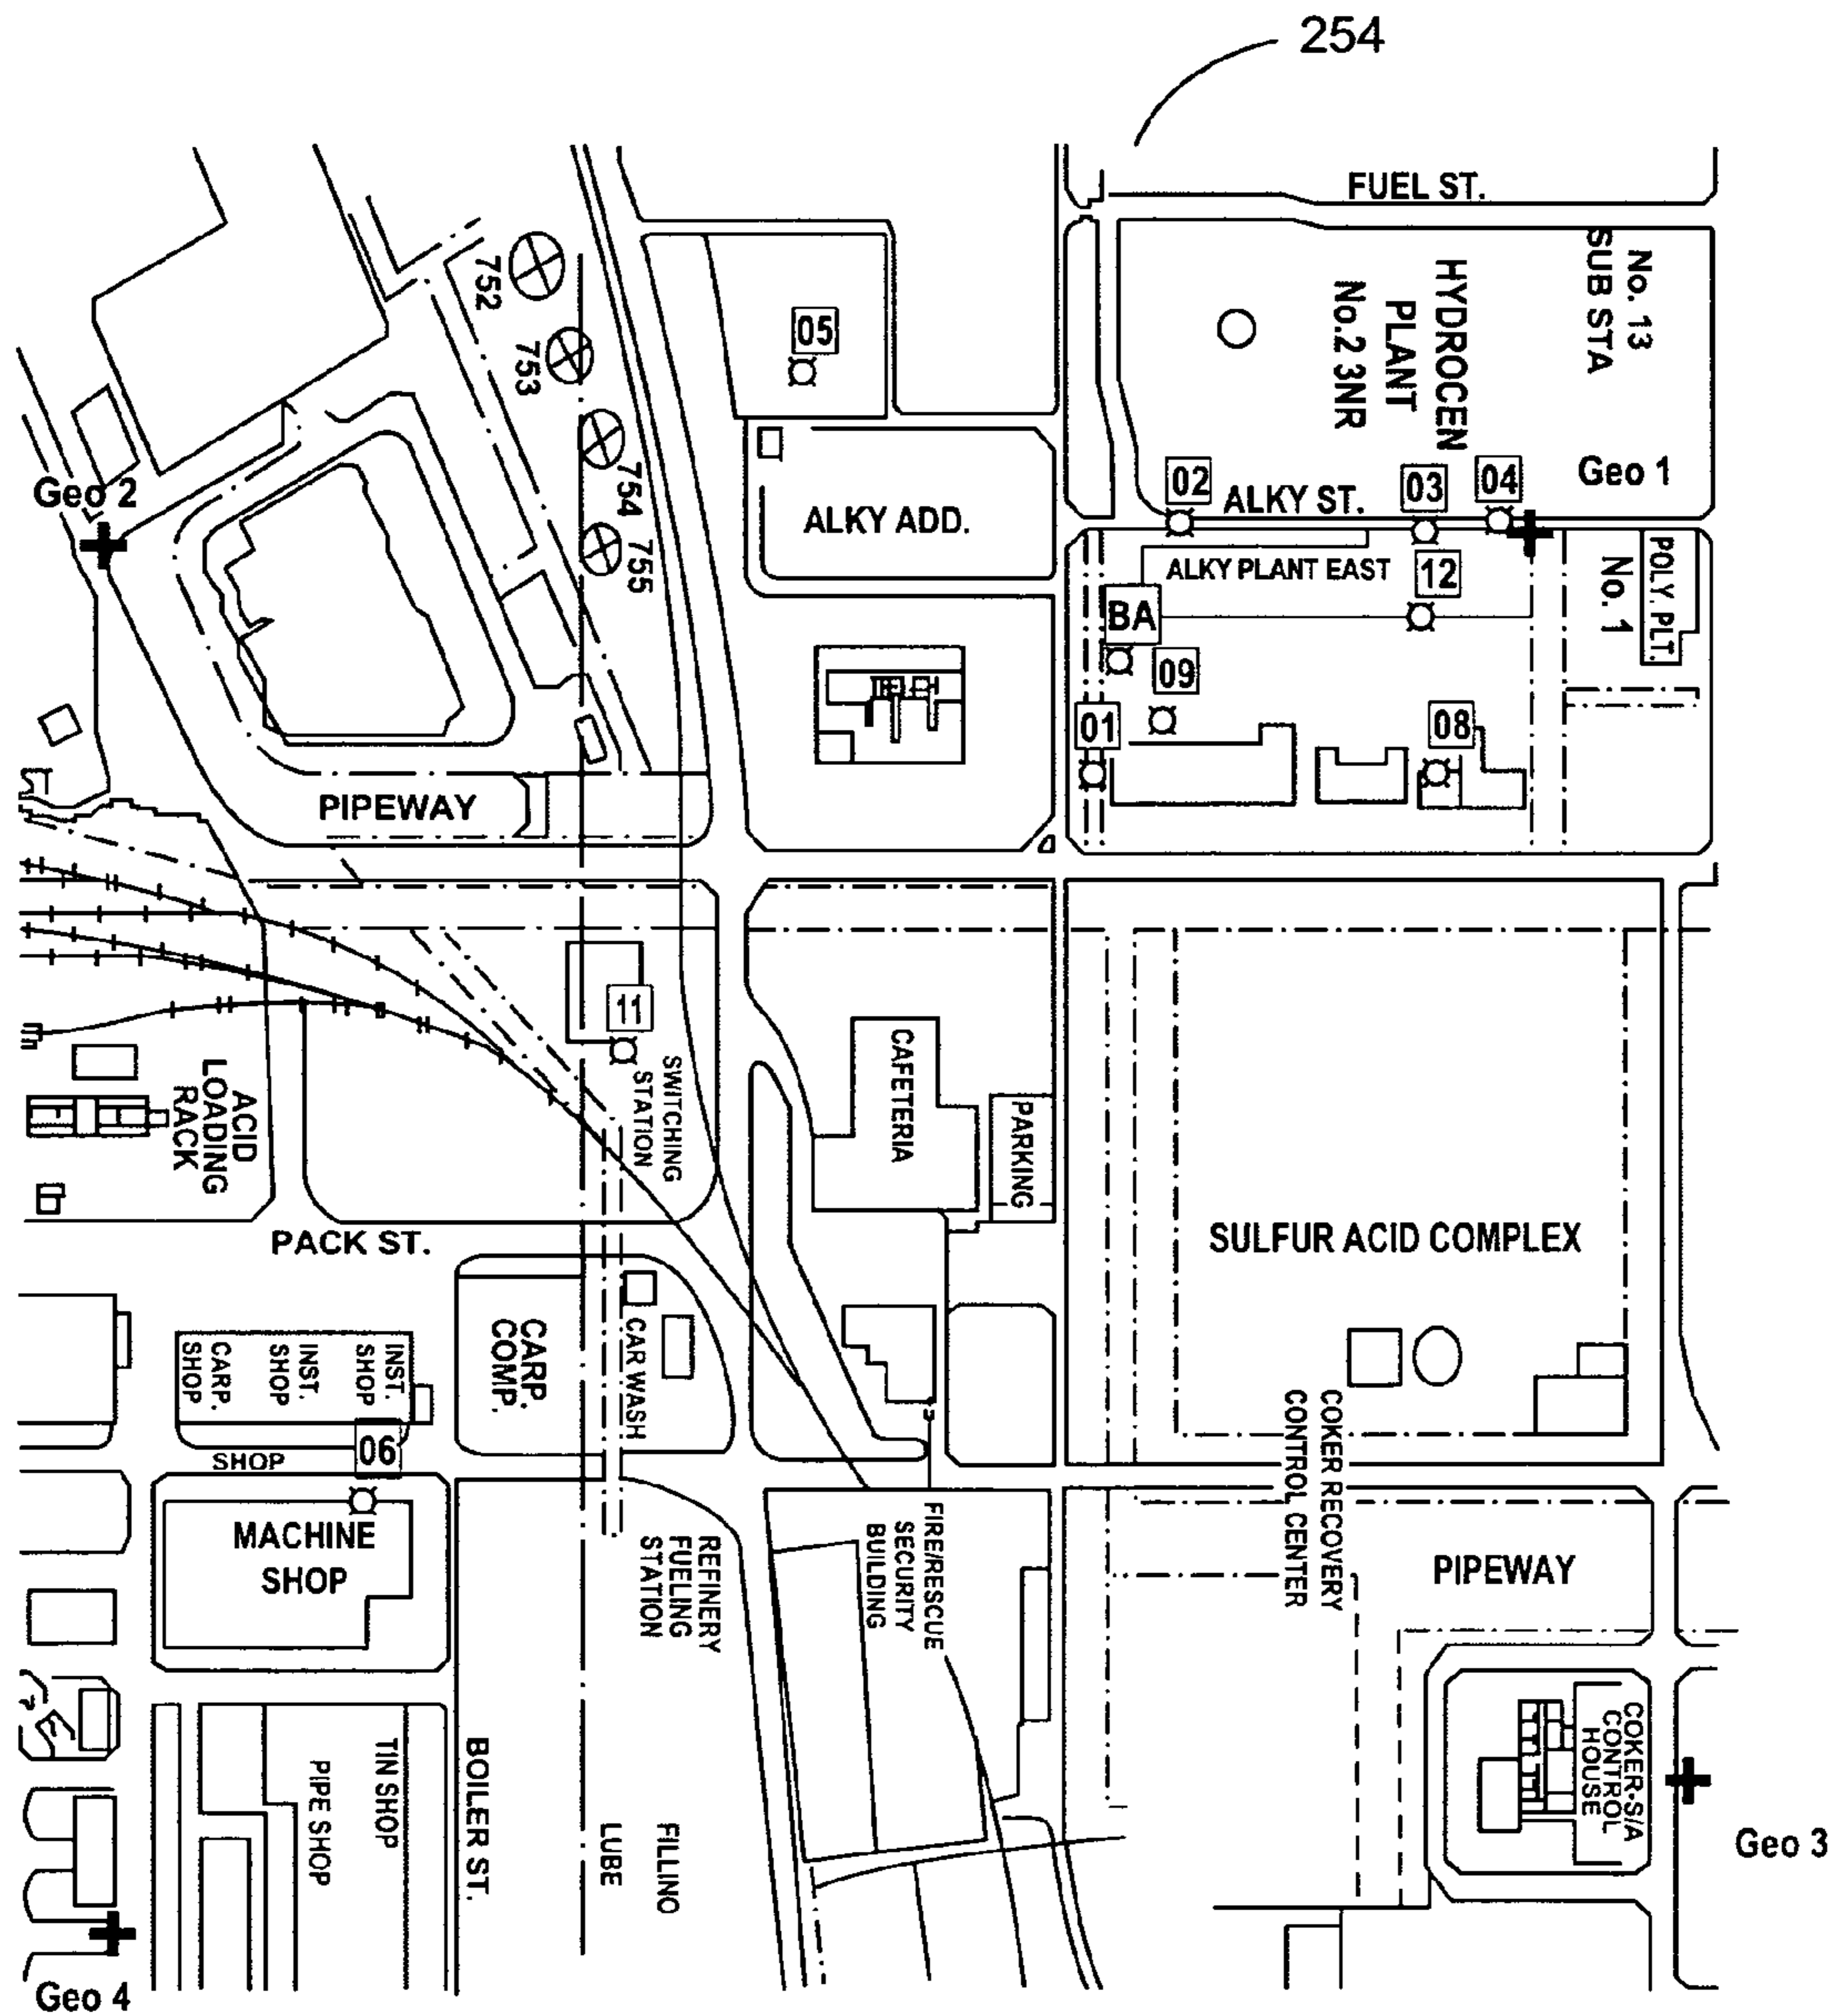 254
FUEL ST.
No. 13
SUB STA
HYDROCEN
PLANT
No.2 3NR
752
753
754
755
05
Geo 1
Geo 2
02
ALKY ST.
03
04
ALKY ADD.
ALKY PLANT EAST
12
POLY. PLT.
No. 1
BA
09
01
08
PIPEWAY
11
SWITCHING
STATION
CAFETERIA
PARKING
ACID
LOADING
RACK
SULFUR ACID COMPLEX
PACK ST.
CARP.
SHOP
INST.
SHOP
INST.
SHOP
CARP.
COMP.
CAR WASH
SHOP
06
MACHINE
SHOP
REFINERY
FUELING
STATION
FIRE/RESCUE
SECURITY
BUILDING
COKER RECOVERY
CONTROL CENTER
PIPEWAY
COKER-S/A
CONTROL
HOUSE
PIPE SHOP
TIN SHOP
BOILER ST.
LUBE
FILLINO
Geo 3
Geo 4